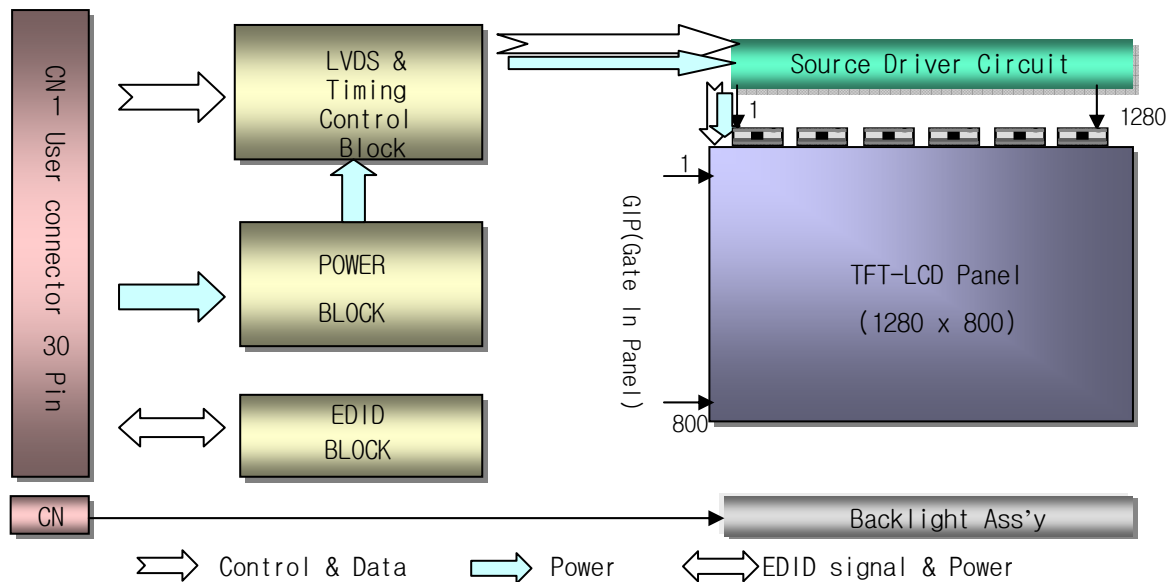 CN1 User connector 30 Pin
LVDS &
Timing
Control
Block
POWER
BLOCK
EDID
BLOCK
Source Driver Circuit
1
1280
1
GIP(Gate In Panel)
800
TFT-LCD Panel
(1280 x 800)
CN
Backlight Ass'y
Control & Data
Power
EDID signal & Power